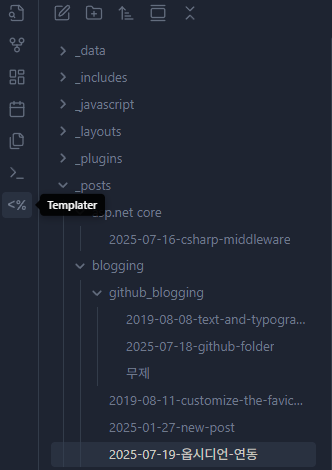 _data
_includes
_javascript
_layouts
_plugins
_posts
<%
Templater
sp.net core
2025-07-16-csharp-middleware
blogging
github_blogging
2019-08-08-text-and-typogra...
2025-07-18-github-folder
무제
2019-08-11-customize-the-favic...
2025-01-27-new-post
2025-07-19-옵시디언-연동